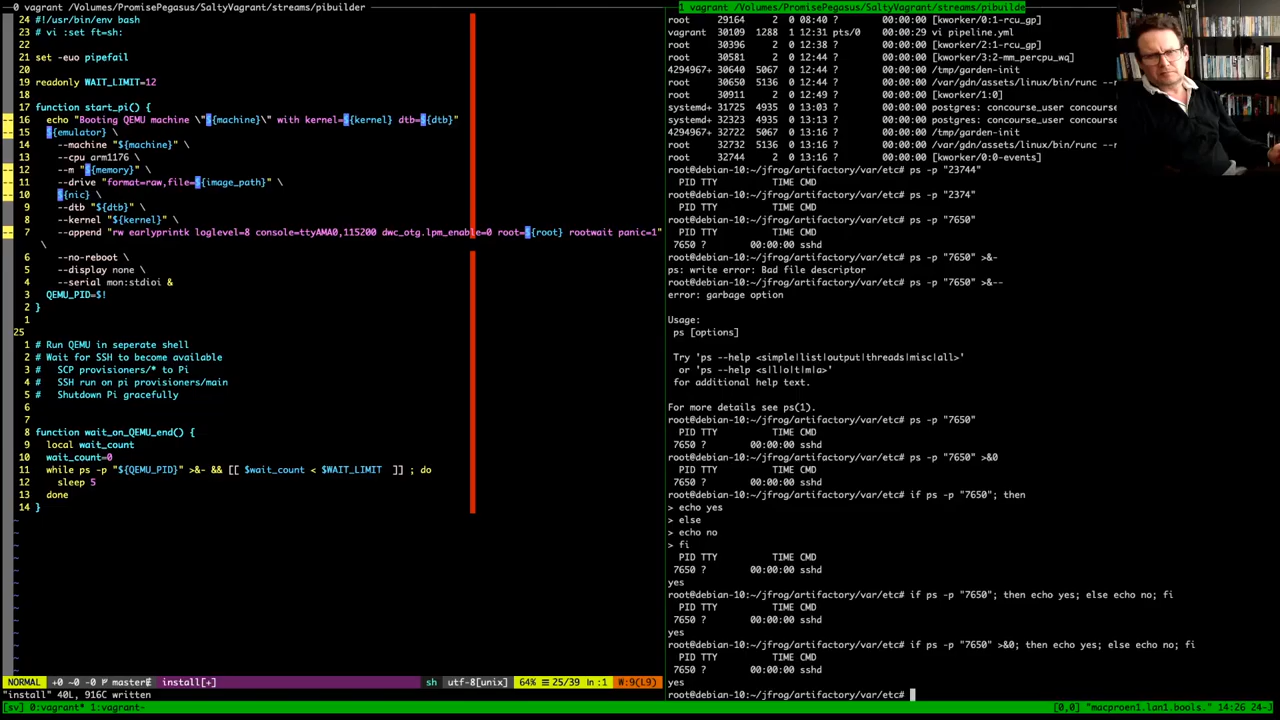 0 vagrant /Volumes/PromisePegasus/SaltyVagrant/streams/pibuilder
24 #!/usr/bin/env bash
23 # vi :set ft=sh:
22
21 set -euo pipefail
20
19 readonly WAIT_LIMIT=12
18
17 function start_pi() {
16   echo "Booting QEMU machine \"${machine}\" with kernel=${kernel} dtb=${dtb}"
15   ${emulator} \
14     --machine "${machine}" \
13     --cpu arm1176 \
12     --m "${memory}" \
11     --drive "format=raw,file=${image_path}" \
10     ${nic} \
9     --dtb "${dtb}" \
8     --kernel "${kernel}" \
7     --append "rw earlyprintk loglevel=8 console=ttyAMA0,115200 dwc_otg.lpm_enable=0 root=${root} rootwait panic=1"
\
6     --no-reboot \
5     --display none \
4     --serial mon:stdioi &
3   QEMU_PID=$!
2 }
1
25
1 # Run QEMU in seperate shell
2 # Wait for SSH to become available
3 #   SCP provisioners/* to Pi
4 #   SSH run on pi provisioners/main
5 #   Shutdown Pi gracefully
6
7
8 function wait_on_QEMU_end() {
9   local wait_count
10   wait_count=0
11   while ps -p "${QEMU_PID}" >&- && [[ $wait_count < $WAIT_LIMIT  ]] ; do
12     sleep 5
13   done
14 }
~
~
~
~
~
~
~
~
~
~
~
~
~
NORMAL +0 ~0 -0 master install[+] sh utf-8[unix] 64% 25/39 ln :1 W:9(L9)
"install" 40L, 916C written
1 vagrant /Volumes/PromisePegasus/SaltyVagrant/streams/pibuilde
root 29164 2 0 08:40 ? 00:00:00 [kworker/0:1-rcu_gp]
vagrant 30109 1288 1 12:31 pts/0 00:00:29 vi pipeline.yml
root 30396 2 0 12:38 ? 00:00:00 [kworker/2:1-rcu_gp]
root 30563 2 0 12:44 ? 00:00:00 [kworker/3:2-mm_percpu_wq]
4294967+ 30640 5067 0 12:44 ? 00:00:00 /tmp/garden-init
root 30650 5136 0 12:44 ? 00:00:00 /var/gdn/assets/linux/bin/runc --r
root 30911 2 0 12:49 ? 00:00:00 [kworker/1:0]
systemd+ 31725 4935 0 13:03 ? 00:00:00 postgres: concourse_user concourse
systemd+ 32323 4935 0 13:13 ? 00:00:00 postgres: concourse_user concourse
4294967+ 32722 5067 0 13:16 ? 00:00:00 /tmp/garden-init
root 32732 5136 0 13:16 ? 00:00:00 /var/gdn/assets/linux/bin/runc --r
root 32744 2 0 13:16 ? 00:00:00 [kworker/0:0-events]
root@debian-10:~/jfrog/artifactory/var/etc# ps -p "23744"
PID TTY TIME CMD
root@debian-10:~/jfrog/artifactory/var/etc# ps -p "2374"
PID TTY TIME CMD
root@debian-10:~/jfrog/artifactory/var/etc# ps -p "7650"
PID TTY TIME CMD
7650 ? 00:00:00 sshd
root@debian-10:~/jfrog/artifactory/var/etc# ps -p "7650" >&-
ps: write error: Bad file descriptor
root@debian-10:~/jfrog/artifactory/var/etc# ps -p "7650" >&--
error: garbage option

Usage:
ps [options]

Try 'ps --help <simple|list|output|threads|misc|all>'
or 'ps --help <s|l|o|t|m|a>'
for additional help text.

For more details see ps(1).
root@debian-10:~/jfrog/artifactory/var/etc# ps -p "7650"
PID TTY TIME CMD
7650 ? 00:00:00 sshd
root@debian-10:~/jfrog/artifactory/var/etc# ps -p "7650" >&0
PID TTY TIME CMD
7650 ? 00:00:00 sshd
root@debian-10:~/jfrog/artifactory/var/etc# if ps -p "7650"; then
> echo yes
> else
> echo no
> fi
PID TTY TIME CMD
7650 ? 00:00:00 sshd
yes
root@debian-10:~/jfrog/artifactory/var/etc# if ps -p "7650"; then echo yes; else echo no; fi
PID TTY TIME CMD
7650 ? 00:00:00 sshd
yes
root@debian-10:~/jfrog/artifactory/var/etc# if ps -p "7650" >&0; then echo yes; else echo no; fi
PID TTY TIME CMD
7650 ? 00:00:00 sshd
yes
root@debian-10:~/jfrog/artifactory/var/etc#
[sv] 0:vagrant* 1:vagrant- [0,0] "macproen1.lan1.bools." 14:26 24-J